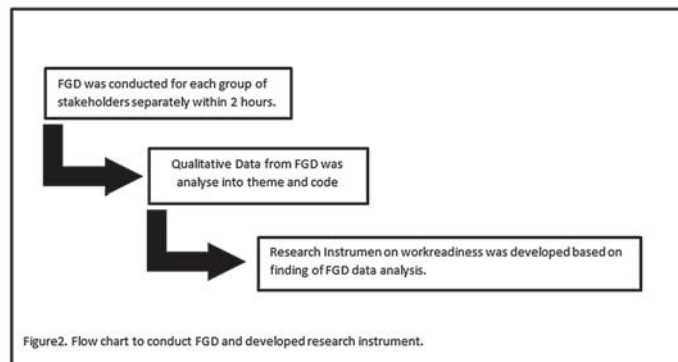 FGD was conducted for each group of
stakeholders separately within 2 hours.
Qualitative Data from FGD was
analyse into theme and code
Research Instrumen on workreadiness was developed based on
finding of FGD data analysis.
Figure2. Flow chart to conduct FGD and developed research instrument.